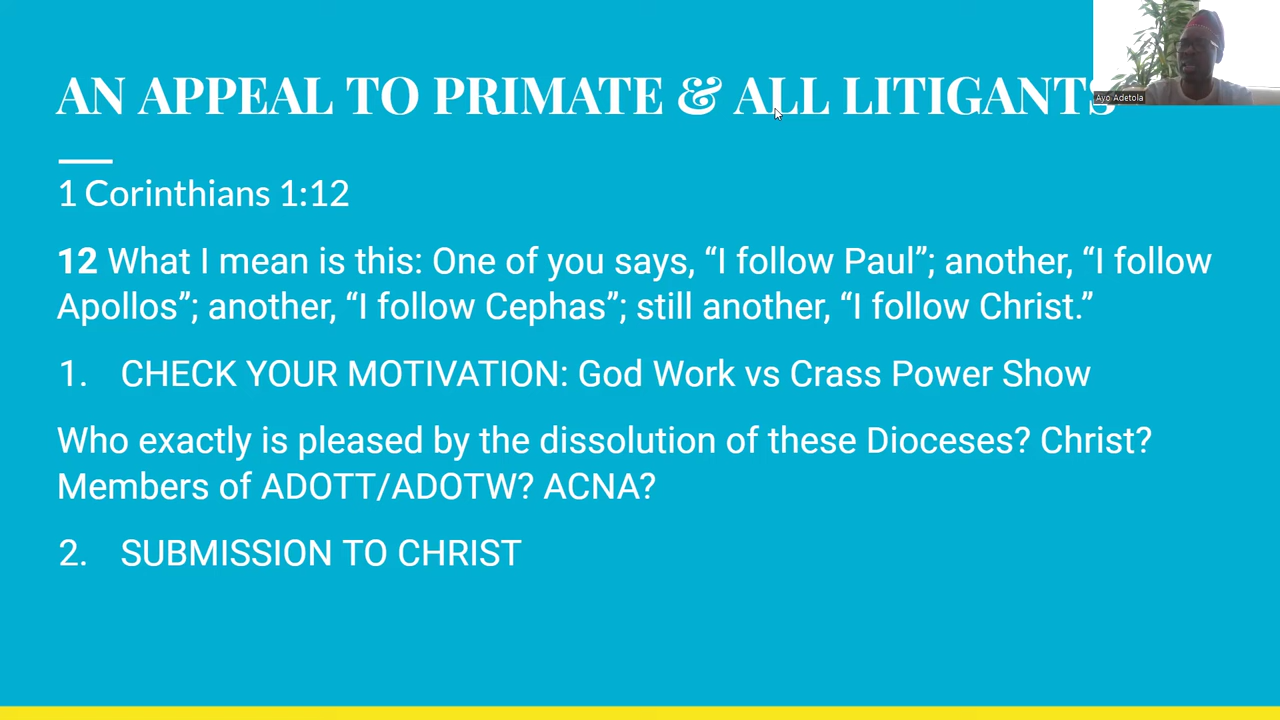 AN APPEAL TO PRIMATE & ALL LITIGANTS
Ayo Adetola
1 Corinthians 1:12
12 What I mean is this: One of you says, “I follow Paul”; another, “I follow
Apollos”; another, “I follow Cephas”; still another, “I follow Christ.”
1. CHECK YOUR MOTIVATION: God Work vs Crass Power Show
Who exactly is pleased by the dissolution of these Dioceses? Christ?
Members of ADOTT/ADOTW? ACNA?
2. SUBMISSION TO CHRIST